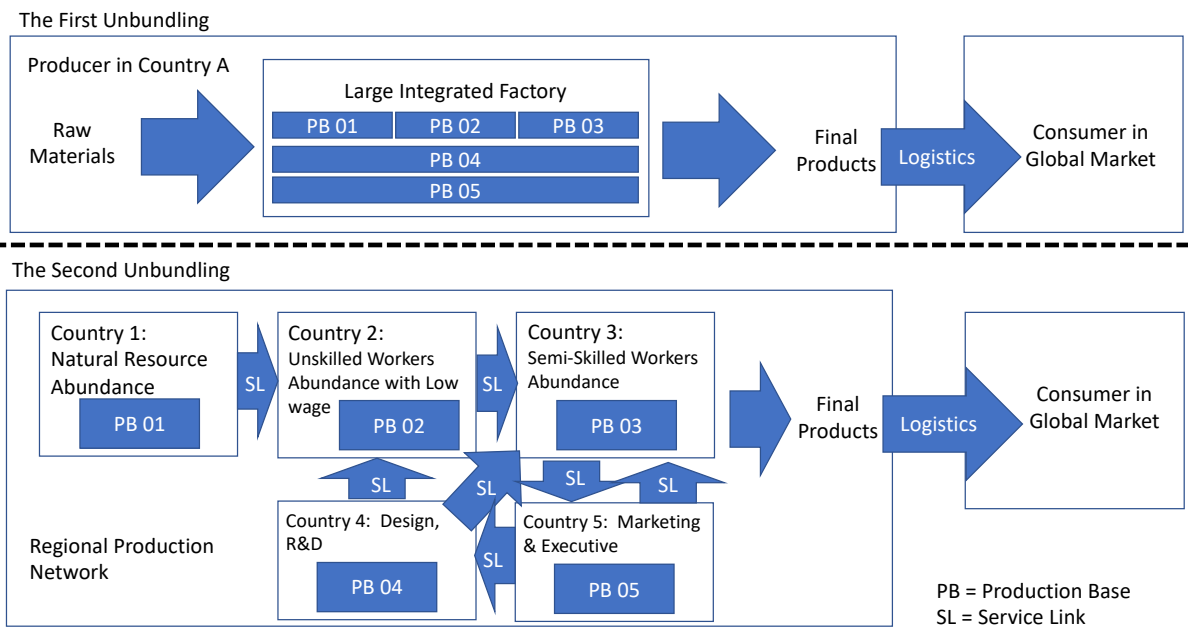 The First Unbundling
Producer in Country A
Large Integrated Factory
Raw
Materials
PB 01
PB 02
PB 03
PB 04
PB 05
Final
Products
Logistics
Consumer in
Global Market
The Second Unbundling
Country 1:
Natural Resource
Abundance
PB 01
SL
Country 2:
Unskilled Workers
Abundance with Low
wage
PB 02
SL
Country 3:
Semi-Skilled Workers
Abundance
PB 03
Final
Products
Logistics
Consumer in
Global Market
SL
SL
SL
SL
Regional Production
Network
Country 4:  Design,
R&D
PB 04
SL
Country 5:  Marketing
& Executive
PB 05
PB = Production Base
SL = Service Link